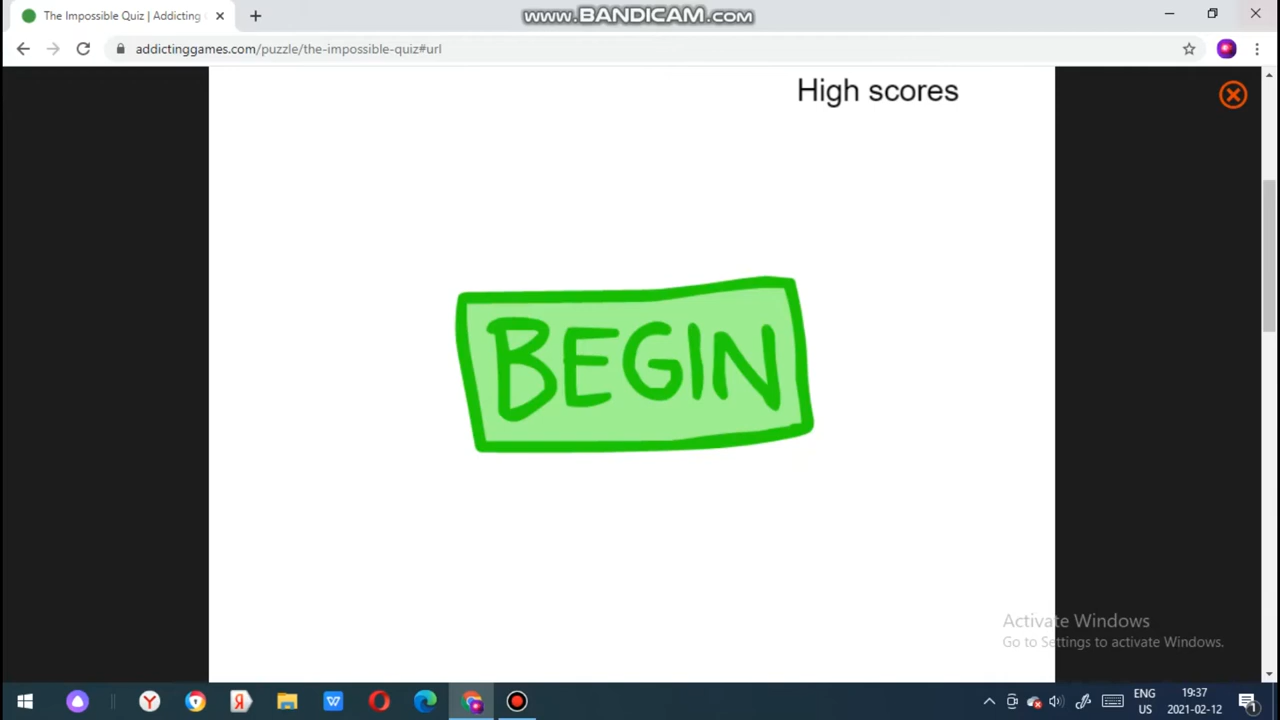 The Impossible Quiz | Addicting
www.BANDICAM.com
addictinggames.com/puzzle/the-impossible-quiz#url
High scores
BEGIN
Activate Windows
Go to Settings to activate Windows.
ENG
US
19:37
2021-02-12